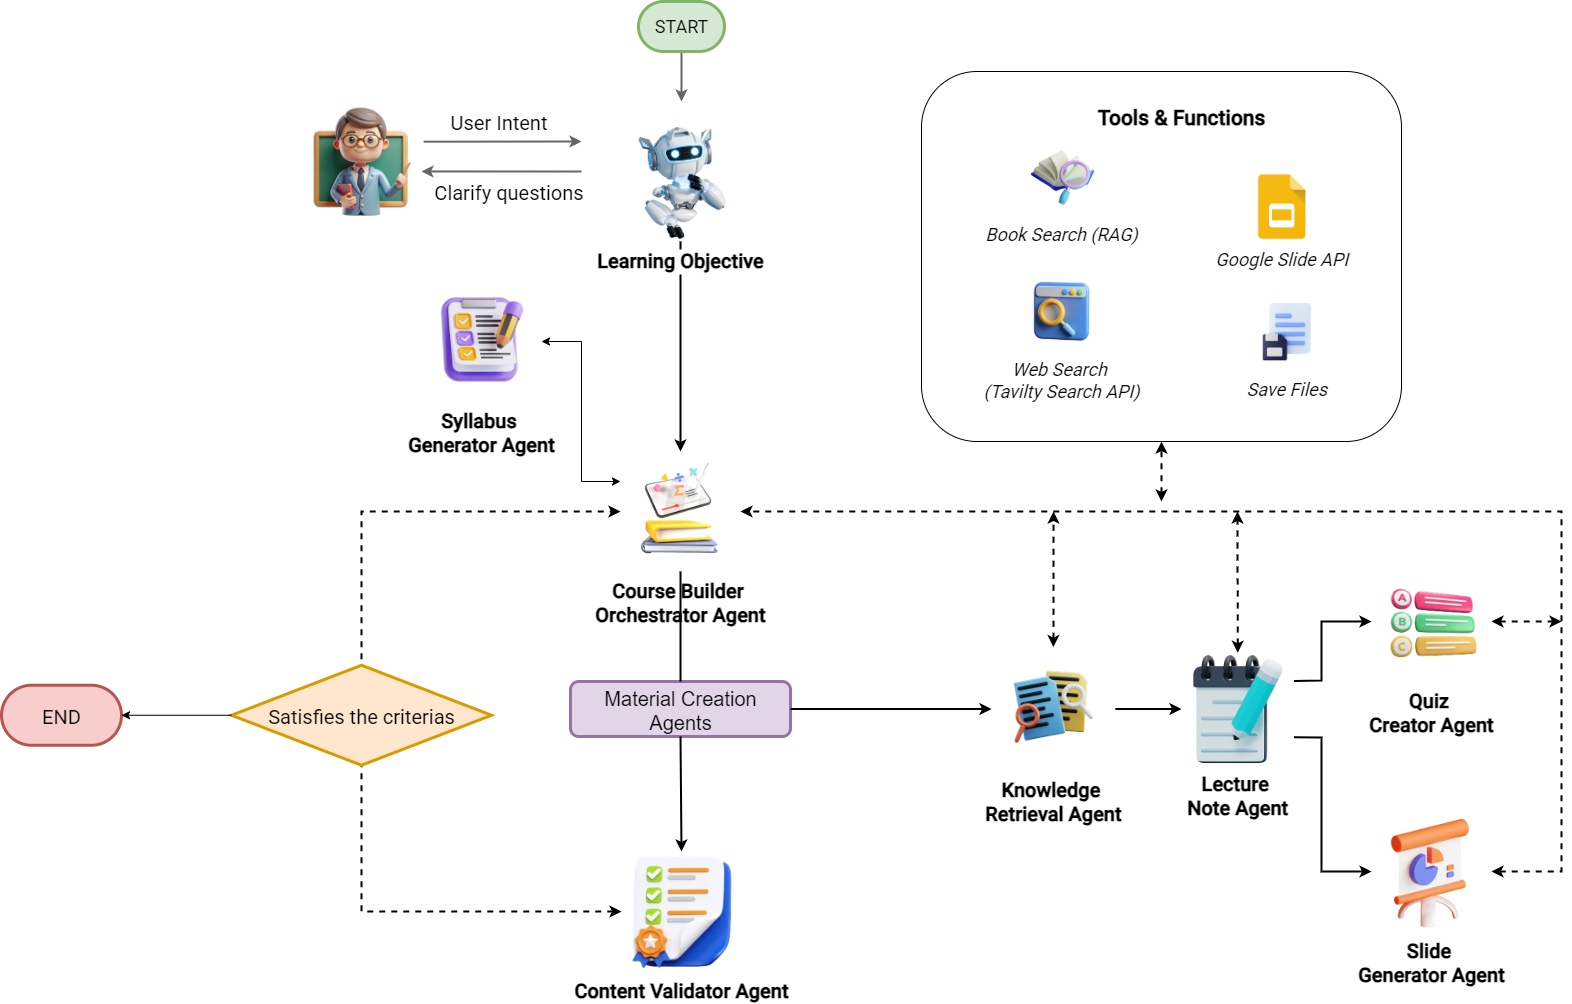 START
User Intent
Clarify questions
Learning Objective
Tools & Functions
Book Search (RAG)
Google Slide API
Web Search
(Tavilty Search API)
Save Files
Syllabus
Generator Agent
Course Builder
Orchestrator Agent
END
Satisfies the criterias
Material Creation
Agents
Knowledge
Retrieval Agent
Lecture
Note Agent
A
B
C
Quiz
Creator Agent
Slide
Generator Agent
Content Validator Agent